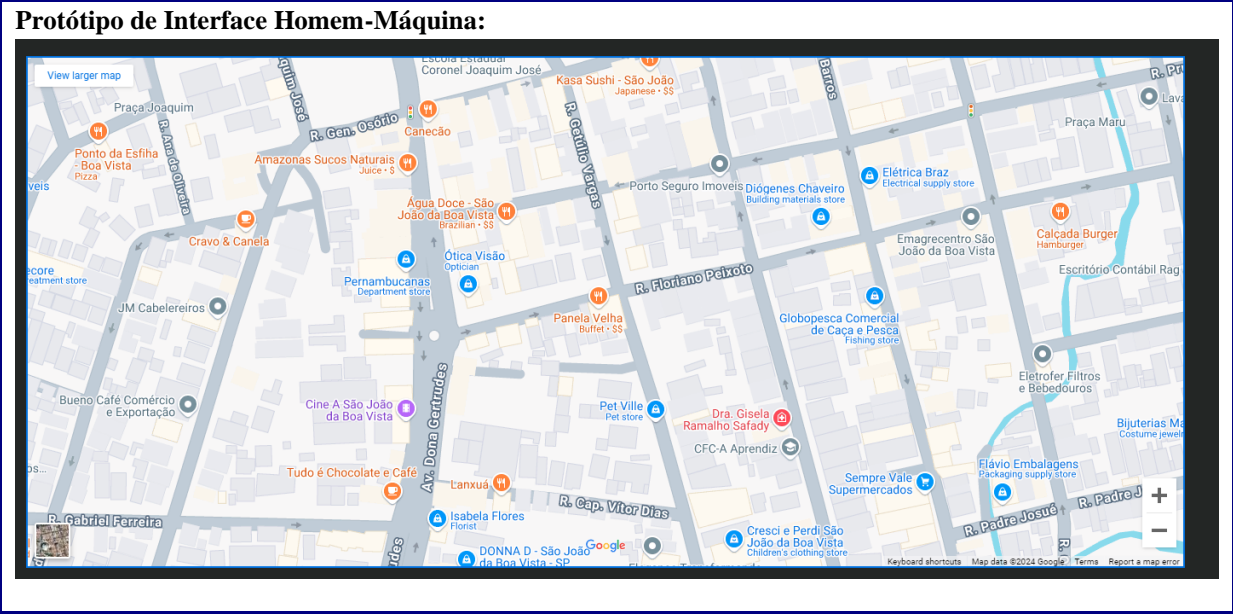 Protótipo de Interface Homem-Máquina:
View larger map
Escola Estadual
Coronel Joaquim José
Kasa Sushi - São João
Japanese • $$
Barros
R. Pru
Praça Joaquim
R. Gen. Osório
Canecão
R. Getúlio Vargas
Praça Maru
Ponto da Esfiha
- Boa Vista
Pizza
R. Ana de Oliveira
Amazonas Sucos Naturais
Juice • $
Porto Seguro Imoveis
Diógenes Chaveiro
Building materials store
Elétrica Braz
Electrical supply store
Água Doce - São
João da Boa Vista
Brazilian • $$
Cravo & Canela
Emagrecentro São
João da Boa Vista
Calçada Burger
Hamburger
Ótica Visão
Optician
Pernambucanas
Department store
R. Floriano Peixoto
Escritório Contábil Rag
JM Cabelereiros
Panela Velha
Buffet • $$
Globopesca Comercial
de Caça e Pesca
Fishing store
Eletrofer Filtros
e Bebedouros
Bueno Café Comércio
e Exportação
Cine A São João
da Boa Vista
Av. Dona Gertrudes
Pet Ville
Pet store
Dra. Gisela
Ramalho Safady
CFC-A Aprendiz
Bijuterias Ma
Costume jewelr
Tudo é Chocolate e Café
Lanxuá
Sempre Vale
Supermercados
Flávio Embalagens
Packaging supply store
R. Gabriel Ferreira
R. Cap. Vítor Dias
R. Padre Josué
R. Padre J
Isabela Flores
Florist
Cresci e Perdi São
João da Boa Vista
Children's clothing store
DONNA D - São João
da Boa Vista - SP
Google
Keyboard shortcuts
Map data ©2024 Google
Terms
Report a map error